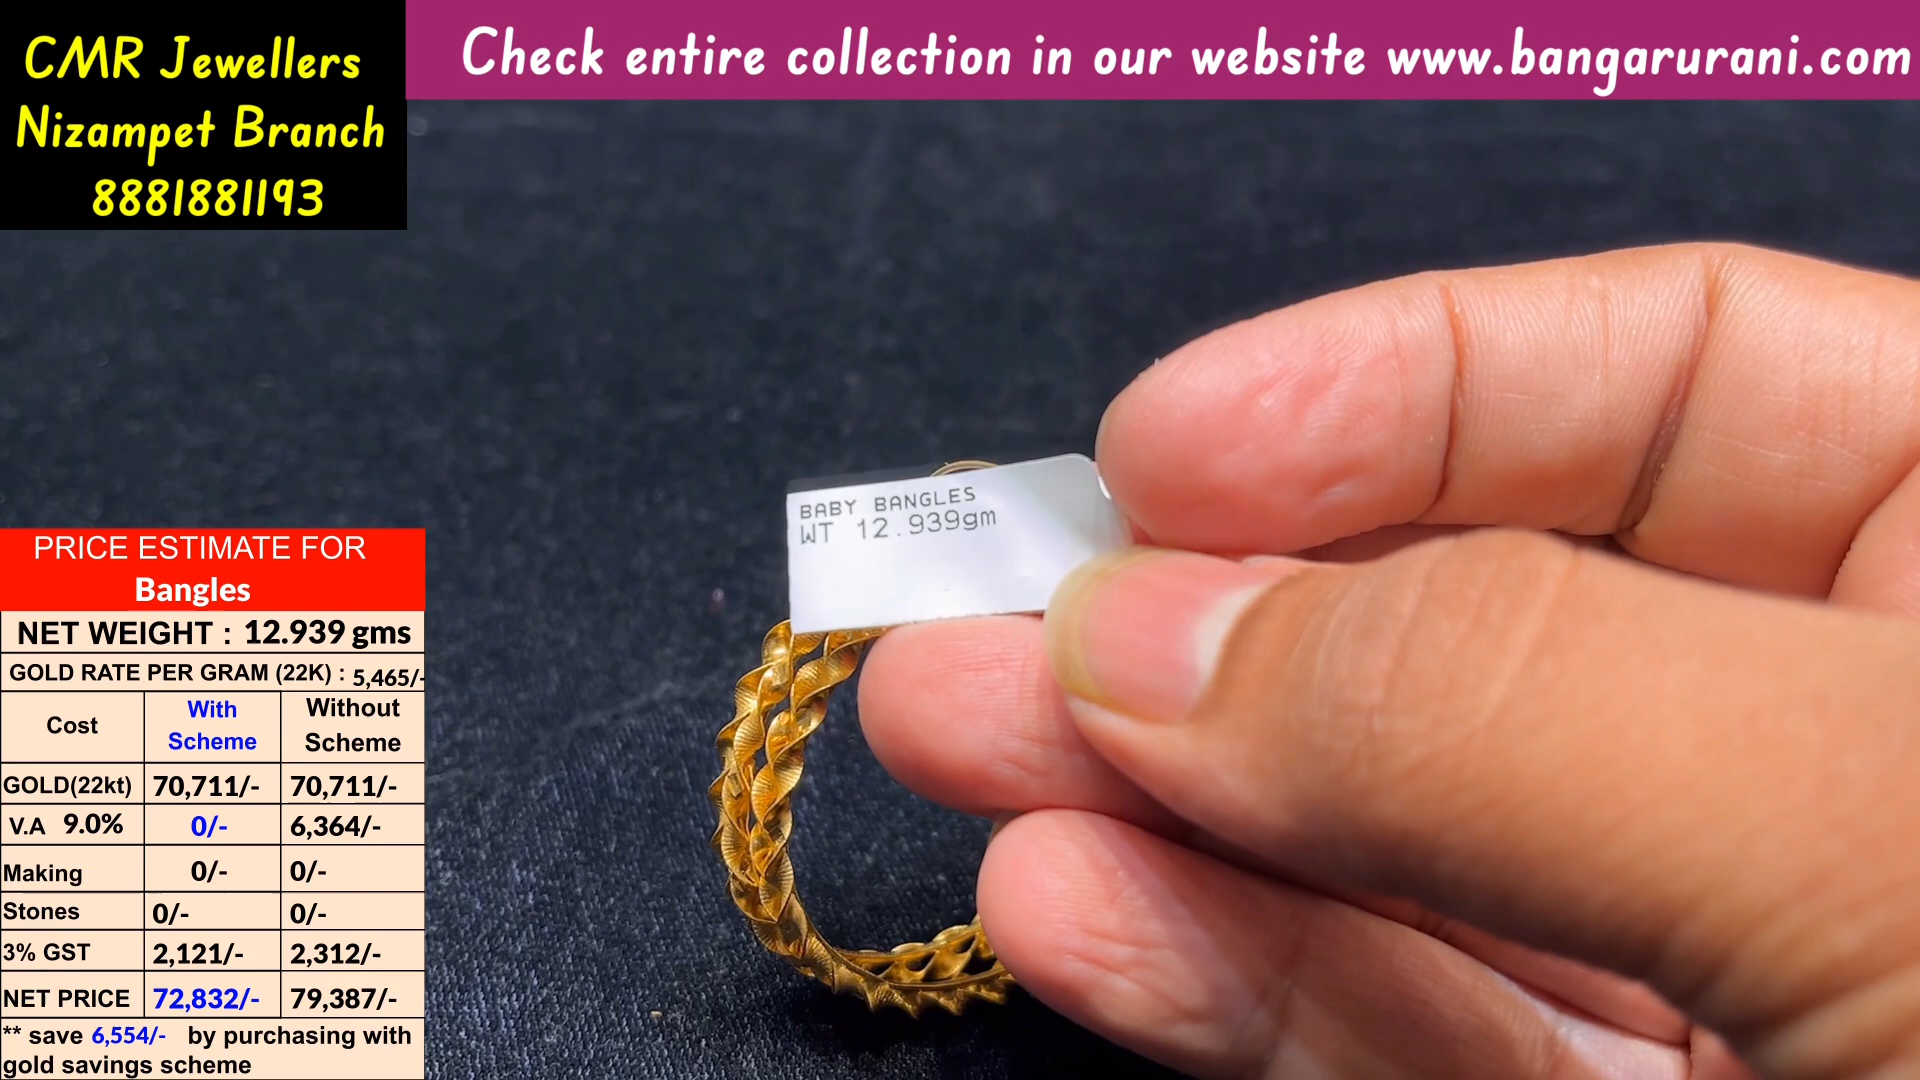 CMR Jewellers
Nizampet Branch
8881881193
Check entire collection in our website www.bangarurani.com
BABY BANGLES
WT 12.939gm
PRICE ESTIMATE FOR
Bangles
NET WEIGHT : 12.939 gms
GOLD RATE PER GRAM (22K) : 5,465/-
Cost With Scheme Without Scheme
GOLD(22kt) 70,711/- 70,711/-
V.A 9.0% 0/- 6,364/-
Making 0/- 0/-
Stones 0/- 0/-
3% GST 2,121/- 2,312/-
NET PRICE 72,832/- 79,387/-
** save 6,554/- by purchasing with
gold savings scheme